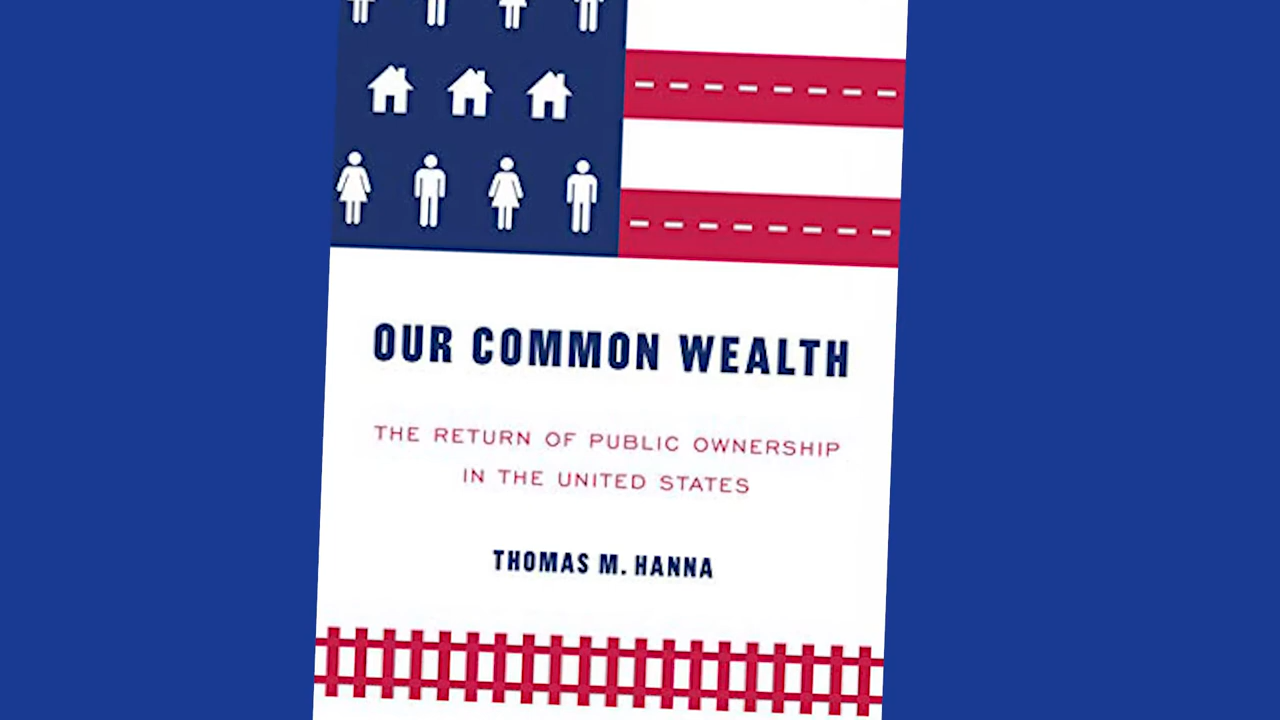 OUR COMMON WEALTH
THE RETURN OF PUBLIC OWNERSHIP
IN THE UNITED STATES
THOMAS M. HANNA